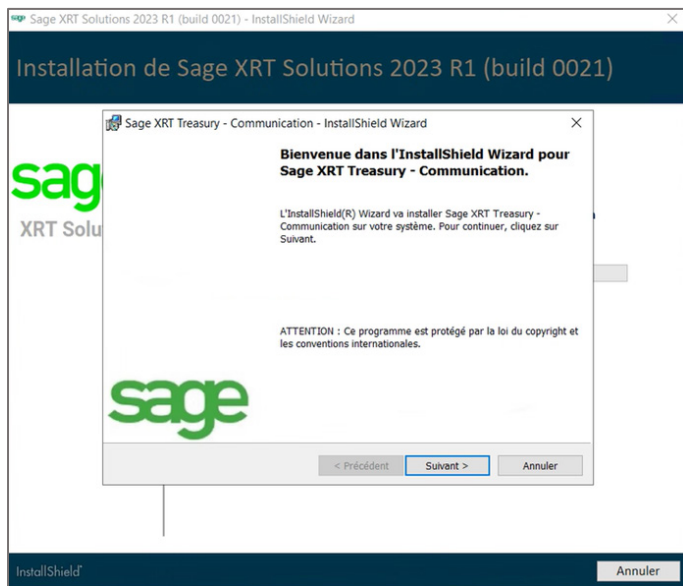 Sage XRT Solutions 2023 R1 (build 0021) - InstallShield Wizard
Installation de Sage XRT Solutions 2023 R1 (build 0021)
Sage XRT Treasury - Communication - InstallShield Wizard
Bienvenue dans l'InstallShield Wizard pour
Sage XRT Treasury - Communication.
sag
XRT Solu
L'InstallShield(R) Wizard va installer Sage XRT Treasury -
Communication sur votre système. Pour continuer, cliquez sur
Suivant.
ATTENTION : Ce programme est protégé par la loi du copyright et
les conventions internationales.
sage
< Précédent
Suivant >
Annuler
InstallShield
Annuler